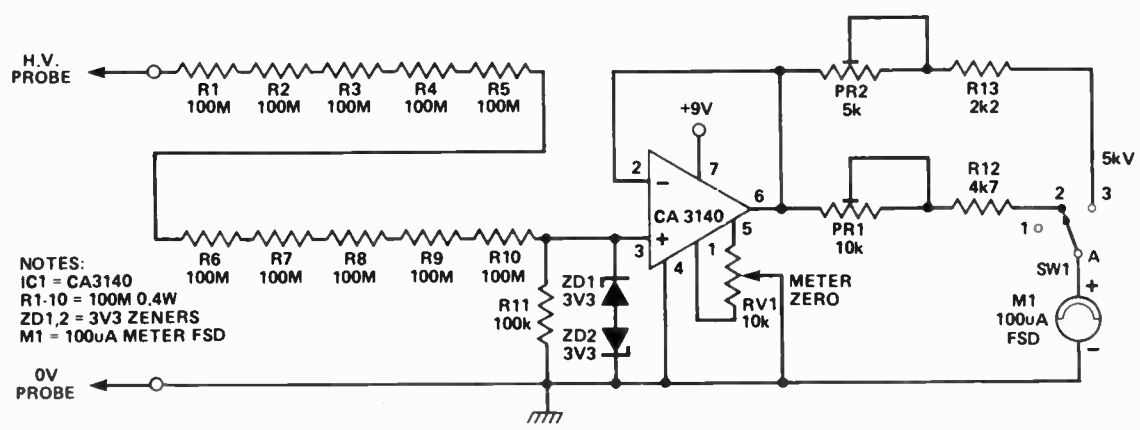 H.V.
PROBE
R1
100M
R2
100M
R3
100M
R4
100M
R5
100M
R6
100M
R7
100M
R8
100M
R9
100M
R10
100M
NOTES:
IC1 = CA3140
R1-10 = 100M 0.4W
ZD1,2 = 3V3 ZENERS
M1 = 100uA METER FSD
0V
PROBE
R11
100k
ZD1
3V3
ZD2
3V3
+9V
2
−
7
CA 3140
6
+
3
4
1
5
RV1
10k
METER
ZERO
PR2
5k
R13
2k2
PR1
10k
R12
4k7
5kV
2
3
1
A
SW1
+
M1
100uA
FSD
−